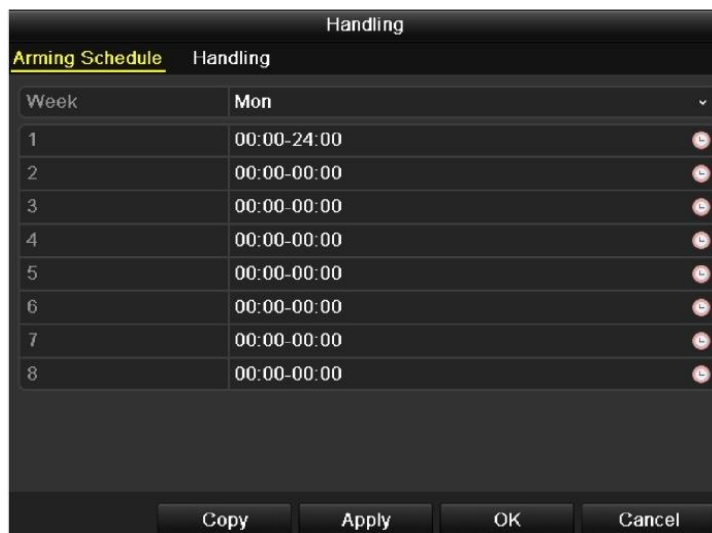 Handling
Arming Schedule Handling
Week Mon
1 00:00-24:00
2 00:00-00:00
3 00:00-00:00
4 00:00-00:00
5 00:00-00:00
6 00:00-00:00
7 00:00-00:00
8 00:00-00:00
Copy Apply OK Cancel